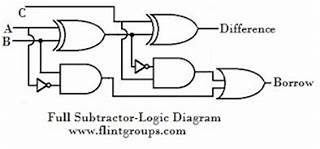 C
A
B
Difference
Borrow
Full Subtractor-Logic Diagram
www.flintgroups.com